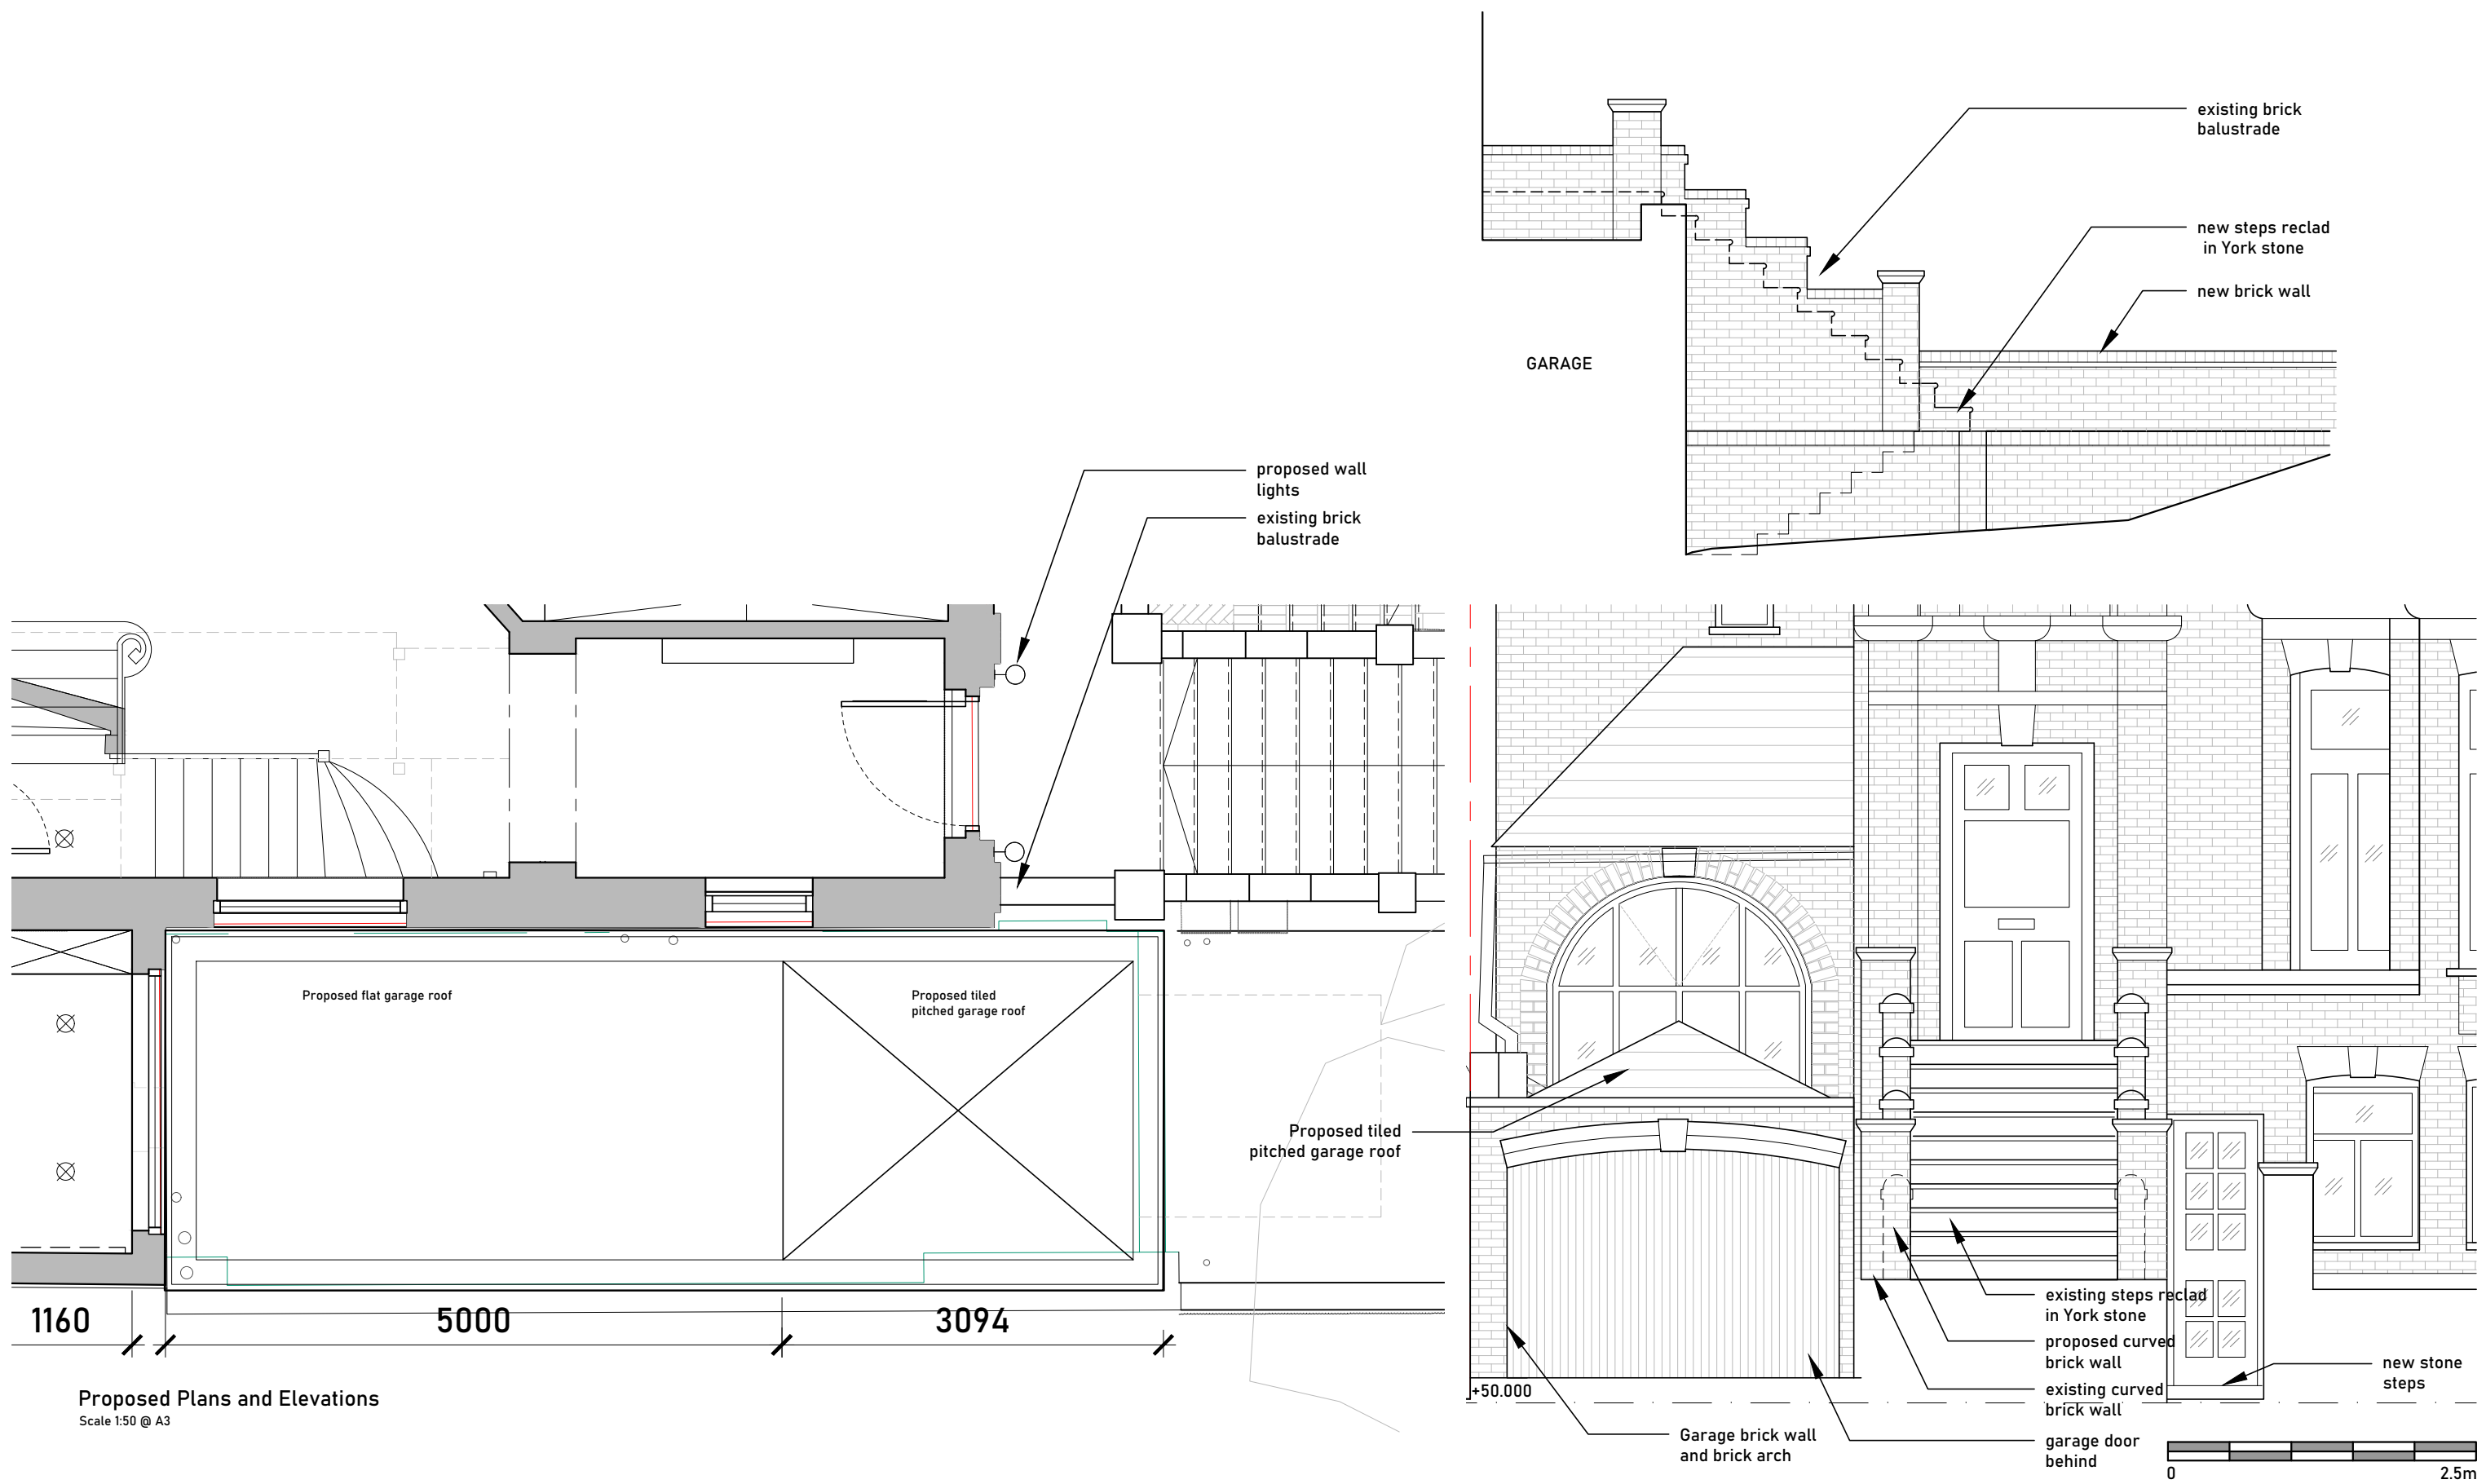 existing brick
balustrade
new steps reclad
in York stone
new brick wall
GARAGE
proposed wall
lights
existing brick
balustrade
Proposed flat garage roof
Proposed tiled
pitched garage roof
Proposed tiled
pitched garage roof
1160
5000
3094
Proposed Plans and Elevations
Scale 1:50 @ A3
+50.000
existing steps reclad
in York stone
proposed curved
brick wall
existing curved
brick wall
new stone
steps
Garage brick wall
and brick arch
garage door
behind
0
2.5m